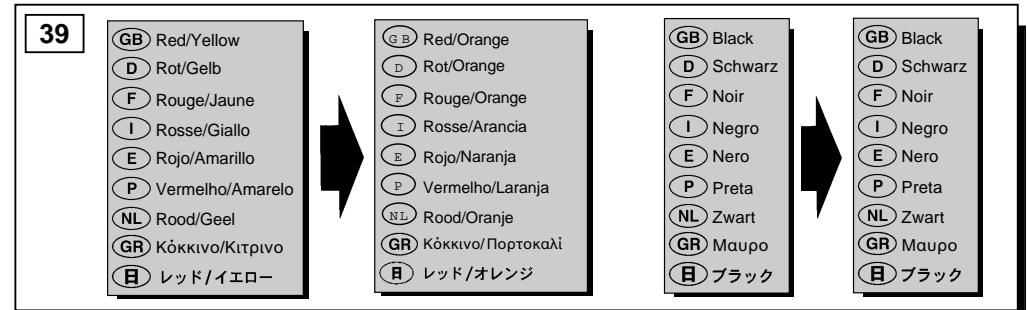 39
GB Red/Yellow
D Rot/Gelb
F Rouge/Jaune
I Rosse/Giallo
E Rojo/Amarillo
P Vermelho/Amarelo
NL Rood/Geel
GR Κόκκινο/Κιτρινο
日 レッド/イエロー
GB Red/Orange
D Rot/Orange
F Rouge/Orange
I Rosse/Arancia
E Rojo/Naranja
P Vermelho/Laranja
NL Rood/Oranje
GR Κόκκινο/Πορτοκαλί
日 レッド/オレンジ
GB Black
D Schwarz
F Noir
I Negro
E Nero
P Preta
NL Zwart
GR Μαυρο
日 ブラック
GB Black
D Schwarz
F Noir
I Negro
E Nero
P Preta
NL Zwart
GR Μαυρο
日 ブラック